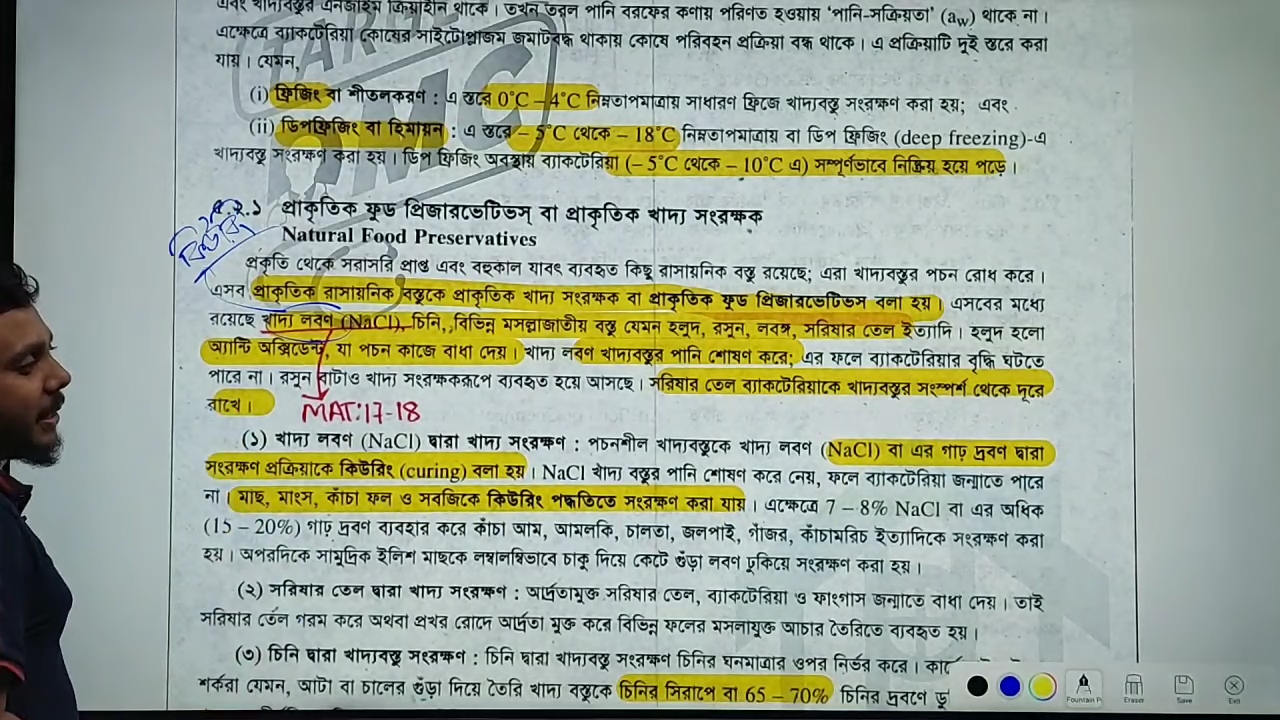 এবং খাদ্যবস্তুর এনজাইম ক্রিয়াহীন থাকে। তখন তরল পানি বরফের কণায় পরিণত হওয়ায় ‘পানি-সক্রিয়তা’ (aw) থাকে না।
এক্ষেত্রে ব্যাকটেরিয়া কোষের সাইটোপ্লাজম জমাটবদ্ধ থাকায় কোষে পরিবহন প্রক্রিয়া বন্ধ থাকে। এ প্রক্রিয়াটি দুই স্তরে করা
যায়। যেমন,
(i) ফ্রিজিং বা শীতলকরণ : এ স্তরে 0°C – 4°C নিম্নতাপমাত্রায় সাধারণ ফ্রিজে খাদ্যবস্তু সংরক্ষণ করা হয়; এবং
(ii) ডিপফ্রিজিং বা হিমায়ন : এ স্তরে – 5°C থেকে – 18°C নিম্নতাপমাত্রায় বা ডিপ ফ্রিজিং (deep freezing)-এ
খাদ্যবস্তু সংরক্ষণ করা হয়। ডিপ ফ্রিজিং অবস্থায় ব্যাকটেরিয়া (– 5°C থেকে – 10°C এ) সম্পূর্ণভাবে নিষ্ক্রিয় হয়ে পড়ে।
কিউরিং
.২.১ প্রাকৃতিক ফুড প্রিজারভেটিভস্ বা প্রাকৃতিক খাদ্য সংরক্ষক
Natural Food Preservatives
প্রকৃতি থেকে সরাসরি প্রাপ্ত এবং বহুকাল যাবৎ ব্যবহৃত কিছু রাসায়নিক বস্তু রয়েছে; এরা খাদ্যবস্তুর পচন রোধ করে।
এসব প্রাকৃতিক রাসায়নিক বস্তুকে প্রাকৃতিক খাদ্য সংরক্ষক বা প্রাকৃতিক ফুড প্রিজারভেটিভস বলা হয়। এসবের মধ্যে
রয়েছে খাদ্য লবণ (NaCl), চিনি, বিভিন্ন মসল্লাজাতীয় বস্তু যেমন হলুদ, রসুন, লবঙ্গ, সরিষার তেল ইত্যাদি। হলুদ হলো
অ্যান্টি অক্সিডেন্ট, যা পচন কাজে বাধা দেয়। খাদ্য লবণ খাদ্যবস্তুর পানি শোষণ করে; এর ফলে ব্যাকটেরিয়ার বৃদ্ধি ঘটতে
পারে না। রসুন বাটাও খাদ্য সংরক্ষকরূপে ব্যবহৃত হয়ে আসছে। সরিষার তেল ব্যাকটেরিয়াকে খাদ্যবস্তুর সংস্পর্শ থেকে দূরে
রাখে।
MAT:17-18
(১) খাদ্য লবণ (NaCl) দ্বারা খাদ্য সংরক্ষণ : পচনশীল খাদ্যবস্তুকে খাদ্য লবণ (NaCl) বা এর গাঢ় দ্রবণ দ্বারা
সংরক্ষণ প্রক্রিয়াকে কিউরিং (curing) বলা হয়। NaCl খাদ্য বস্তুর পানি শোষণ করে নেয়, ফলে ব্যাকটেরিয়া জন্মাতে পারে
না। মাছ, মাংস, কাঁচা ফল ও সবজিকে কিউরিং পদ্ধতিতে সংরক্ষণ করা যায়। এক্ষেত্রে 7 – 8% NaCl বা এর অধিক
(15 – 20%) গাঢ় দ্রবণ ব্যবহার করে কাঁচা আম, আমলকি, চালতা, জলপাই, গাঁজর, কাঁচামরিচ ইত্যাদিকে সংরক্ষণ করা
হয়। অপরদিকে সামুদ্রিক ইলিশ মাছকে লম্বালম্বিভাবে চাকু দিয়ে কেটে গুঁড়া লবণ ঢুকিয়ে সংরক্ষণ করা হয়।
(২) সরিষার তেল দ্বারা খাদ্য সংরক্ষণ : আর্দ্রতামুক্ত সরিষার তেল, ব্যাকটেরিয়া ও ফাংগাস জন্মাতে বাধা দেয়। তাই
সরিষার তেল গরম করে অথবা প্রখর রোদে আর্দ্রতা মুক্ত করে বিভিন্ন ফলের মসলাযুক্ত আচার তৈরিতে ব্যবহৃত হয়।
(৩) চিনি দ্বারা খাদ্যবস্তু সংরক্ষণ : চিনি দ্বারা খাদ্যবস্তু সংরক্ষণ চিনির ঘনমাত্রার ওপর নির্ভর করে।
শর্করা যেমন, আটা বা চালের গুঁড়া দিয়ে তৈরি খাদ্য বস্তুকে চিনির সিরাপে বা 65 – 70% চিনির দ্রবণে
Eraser
Save
Exit